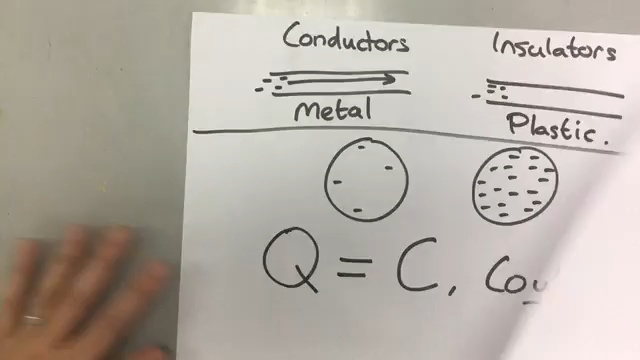 Conductors Insulators
Metal Plastic.
Q = C,